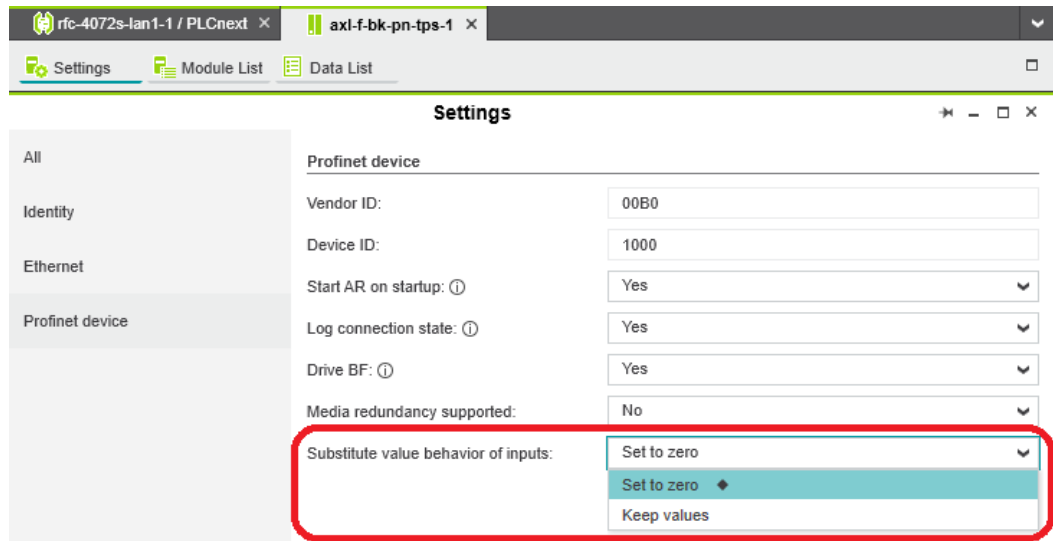 rfc-4072s-lan1-1 / PLCnext
axl-f-bk-pn-tps-1
Settings
Module List
Data List
Settings
All
Identity
Ethernet
Profinet device
Profinet device
Vendor ID: 00B0
Device ID: 1000
Start AR on startup: Yes
Log connection state: Yes
Drive BF: Yes
Media redundancy supported: No
Substitute value behavior of inputs: Set to zero
Set to zero
Keep values